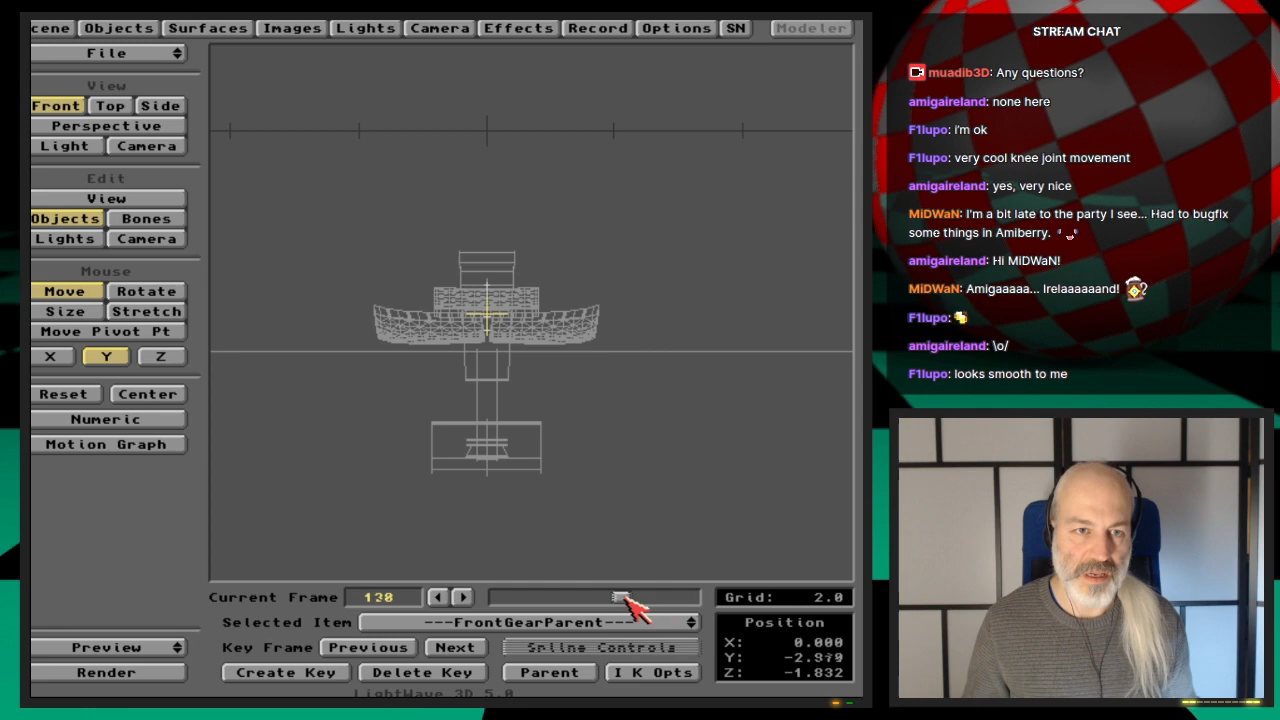 cene Objects Surfaces Images Lights Camera Effects Record Options SN Modeler
File
View
Front Top Side
Perspective
Light Camera
Edit
View
Objects Bones
Lights Camera
Mouse
Move Rotate
Size Stretch
Move Pivot Pt
X Y Z
Reset Center
Numeric
Motion Graph
Preview
Render
Current Frame 138
Selected Item ---FrontGearParent---
Key Frame Previous Next Spline Controls
Create Key Delete Key Parent I K Opts
LightWave 3D 5.0
Grid: 2.0
Position
X: 0.000
Y: -2.379
Z: -1.832
STREAM CHAT
muadib3D: Any questions?
amigaireland: none here
F1lupo: i'm ok
F1lupo: very cool knee joint movement
amigaireland: yes, very nice
MiDWaN: I'm a bit late to the party I see... Had to bugfix
some things in Amiberry.
amigaireland: Hi MiDWaN!
MiDWaN: Amigaaaaa... Irelaaaaaand!
F1lupo:
amigaireland: \o/
F1lupo: looks smooth to me